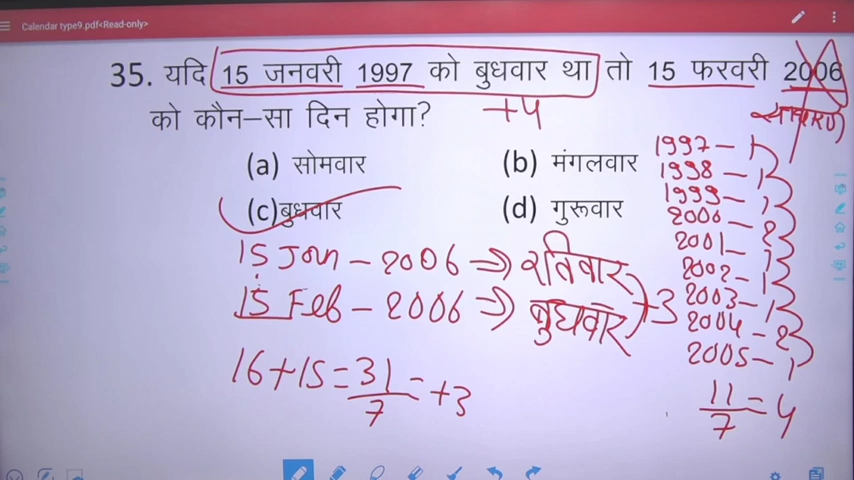 Calendar type9.pdf<Read-only>
35. यदि 15 जनवरी 1997 को बुधवार था तो 15 फरवरी 2006
को कौन–सा दिन होगा?
+4
(a) सोमवार
(b) मंगलवार
(c) बुधवार
(d) गुरूवार
15 Jan – 2006 ⇒ रविवार
15 Feb – 2006 ⇒ बुधवार
+3
16+15 = 31/7 = +3
1997 – 1
1998 – 1
1999 – 1
2000 – 2
2001 – 1
2002 – 1
2003 – 1
2004 – 2
2005 – 1
11/7 = 4